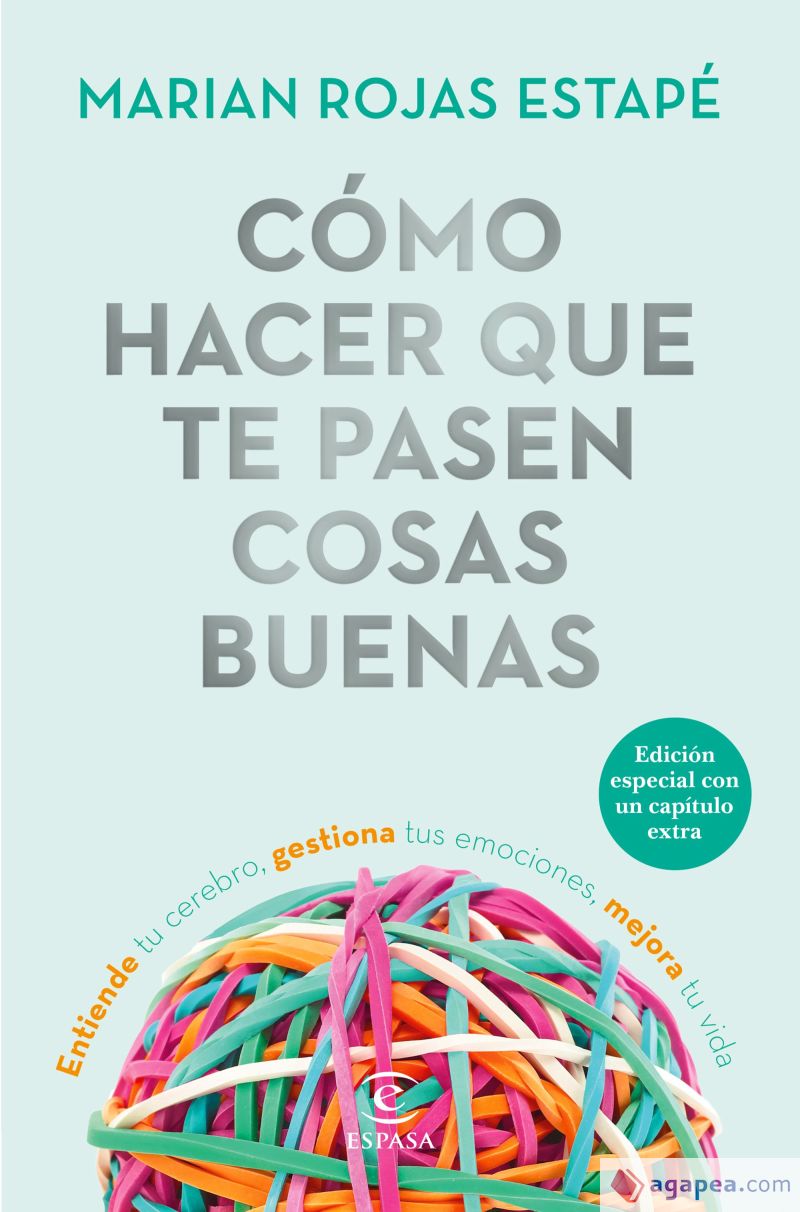 MARIAN ROJAS ESTAPÉ
CÓMO
HACER QUE
TE PASEN
COSAS
BUENAS
Edición
especial con
un capítulo
extra
Entiende tu cerebro, gestiona tus emociones, mejora tu vida
e
ESPASA
agapea.com